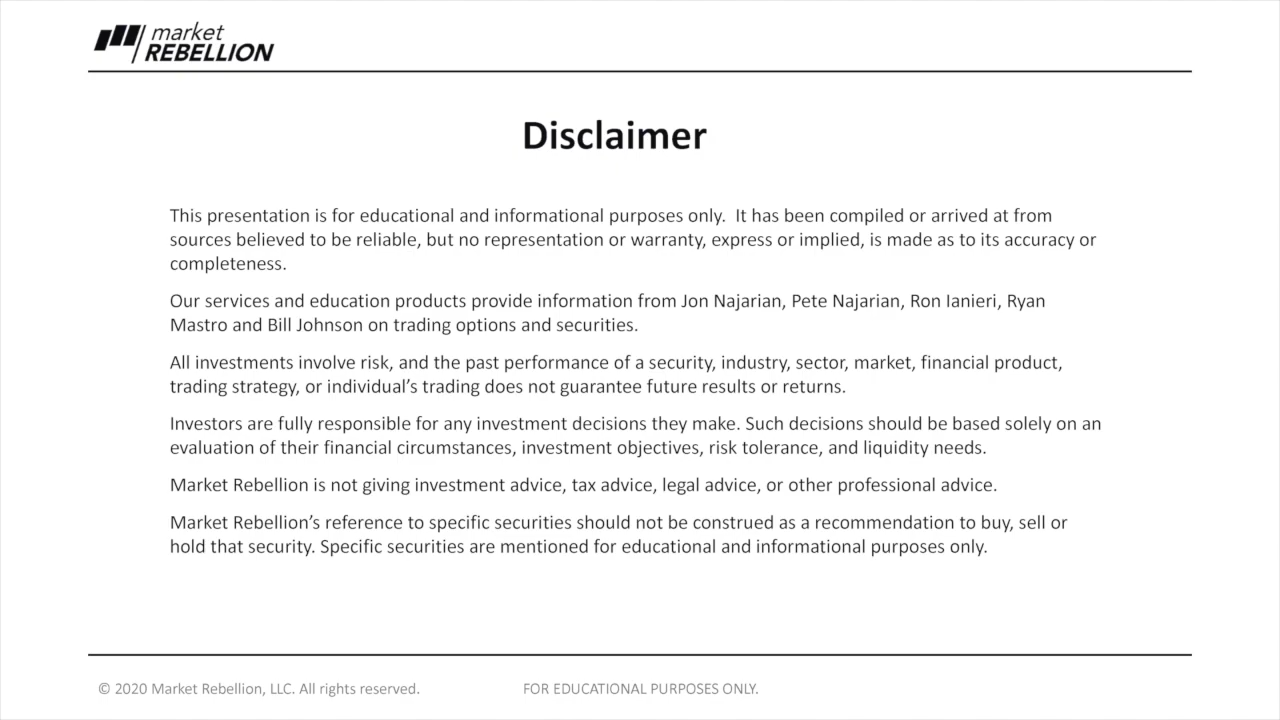 market
REBELLION
Disclaimer
This presentation is for educational and informational purposes only.  It has been compiled or arrived at from
sources believed to be reliable, but no representation or warranty, express or implied, is made as to its accuracy or
completeness.
Our services and education products provide information from Jon Najarian, Pete Najarian, Ron Ianieri, Ryan
Mastro and Bill Johnson on trading options and securities.
All investments involve risk, and the past performance of a security, industry, sector, market, financial product,
trading strategy, or individual’s trading does not guarantee future results or returns.
Investors are fully responsible for any investment decisions they make. Such decisions should be based solely on an
evaluation of their financial circumstances, investment objectives, risk tolerance, and liquidity needs.
Market Rebellion is not giving investment advice, tax advice, legal advice, or other professional advice.
Market Rebellion’s reference to specific securities should not be construed as a recommendation to buy, sell or
hold that security. Specific securities are mentioned for educational and informational purposes only.
© 2020 Market Rebellion, LLC. All rights reserved.
FOR EDUCATIONAL PURPOSES ONLY.